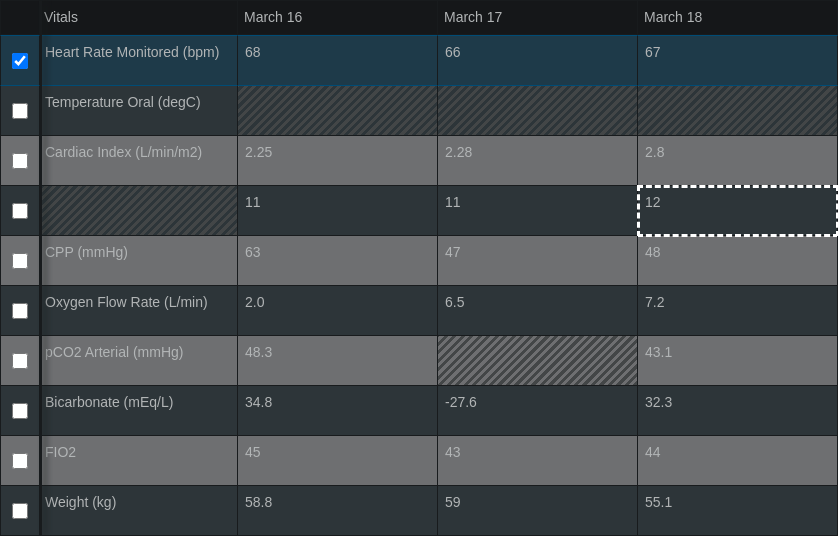 Vitals March 16 March 17 March 18
Heart Rate Monitored (bpm) 68 66 67
Temperature Oral (degC)
Cardiac Index (L/min/m2) 2.25 2.28 2.8
11 11 12
CPP (mmHg) 63 47 48
Oxygen Flow Rate (L/min) 2.0 6.5 7.2
pCO2 Arterial (mmHg) 48.3 43.1
Bicarbonate (mEq/L) 34.8 -27.6 32.3
FIO2 45 43 44
Weight (kg) 58.8 59 55.1